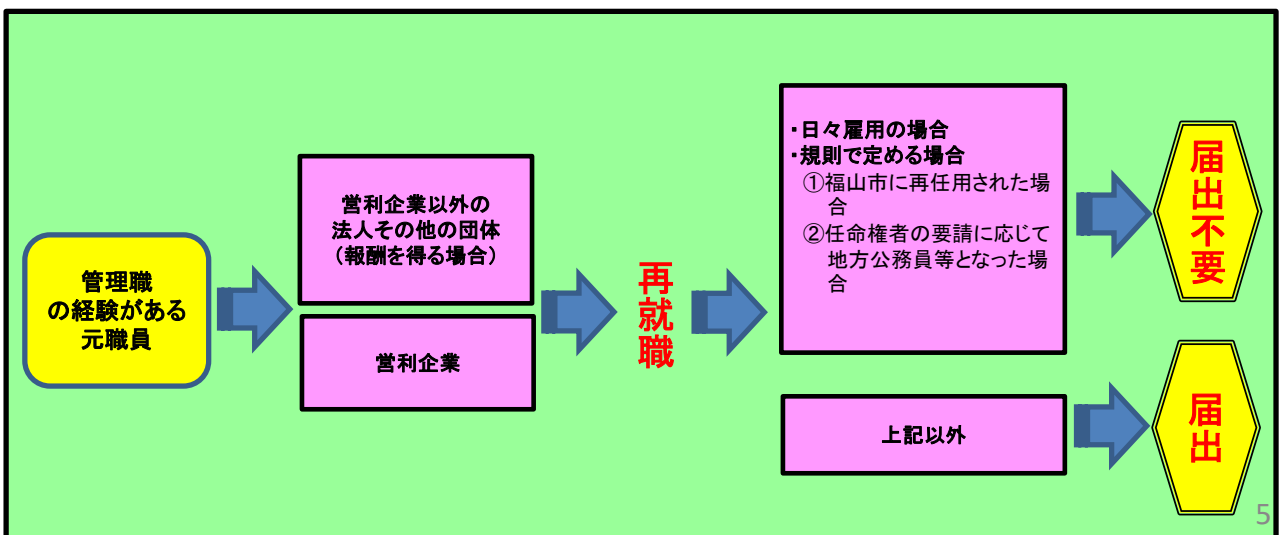 管理職
の経験がある
元職員
営利企業以外の
法人その他の団体
（報酬を得る場合）
営利企業
再就職
・日々雇用の場合
・規則で定める場合
①福山市に再任用された場
合
②任命権者の要請に応じて
地方公務員等となった場
合
届出不要
上記以外
届出
5